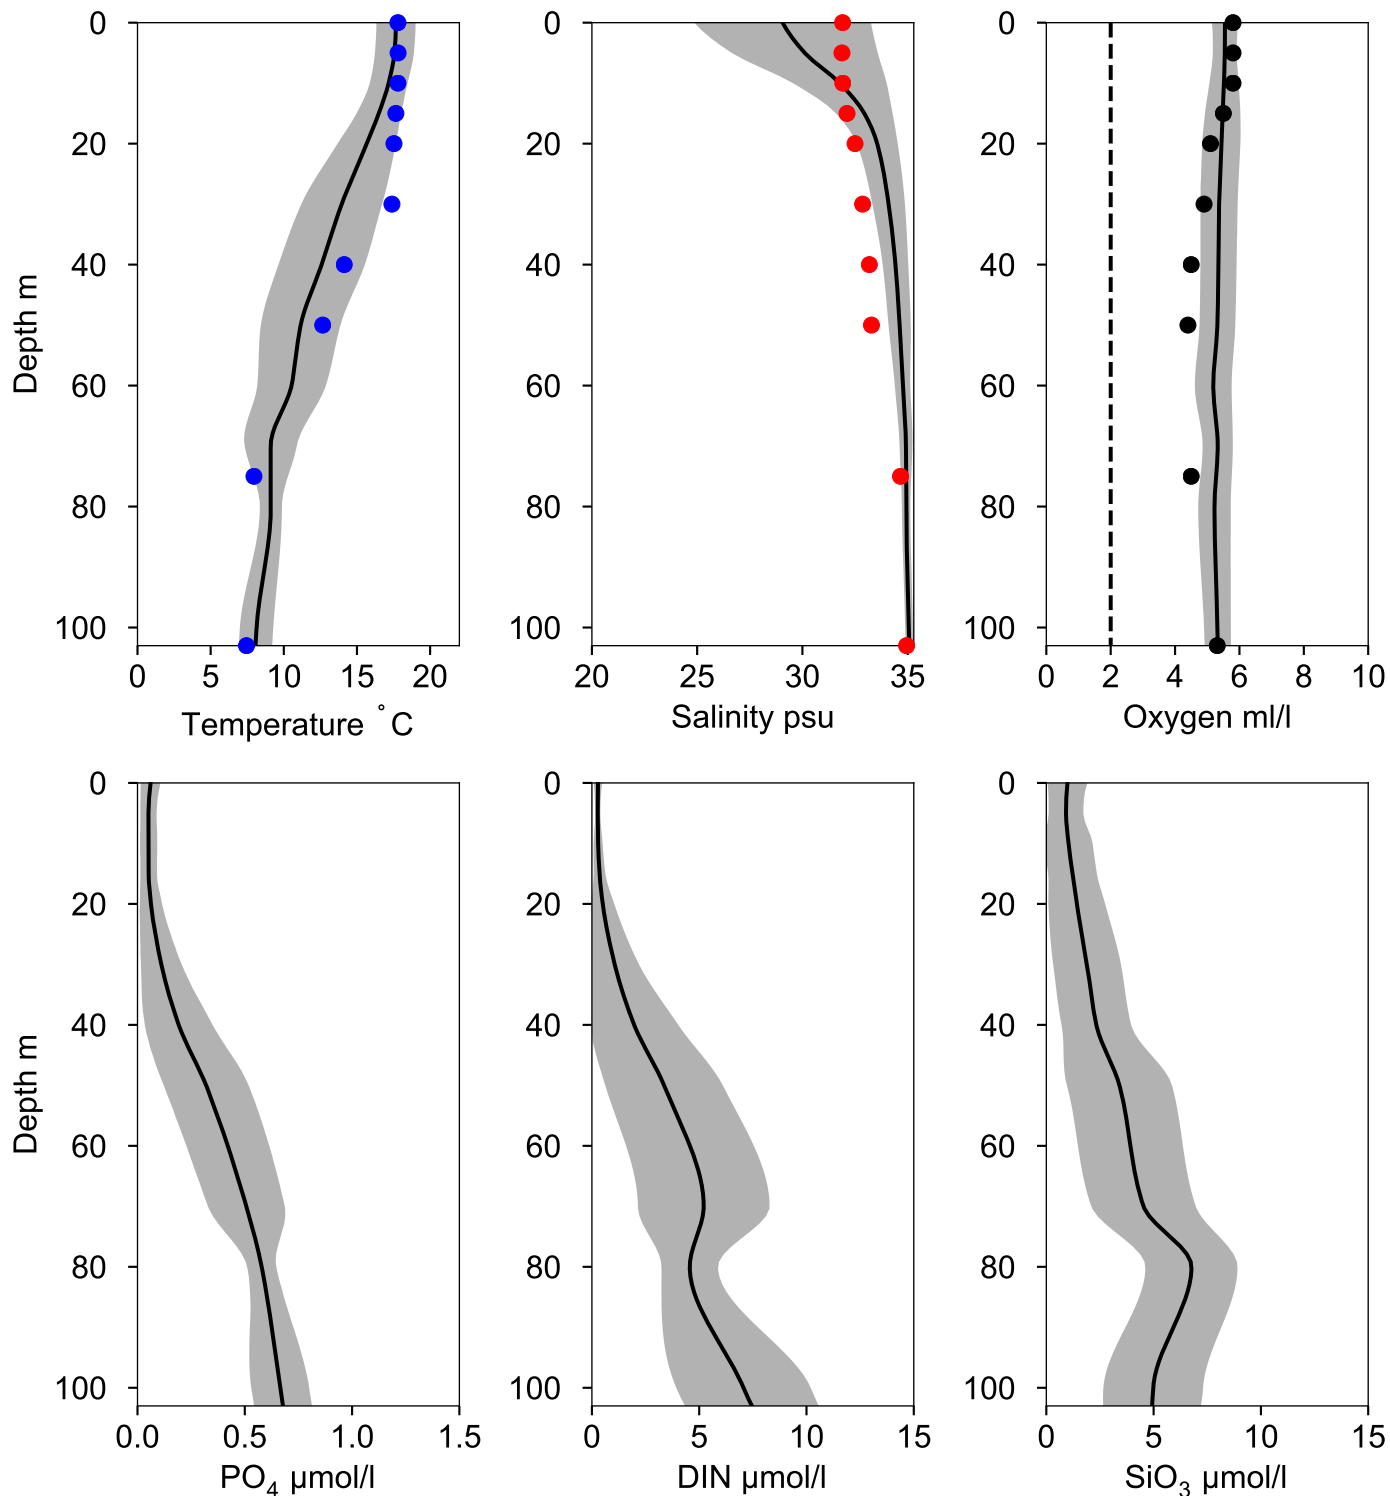 0
20
40
60
80
100
0 5 10 15 20
Temperature ˚C
Depth m
0
20
40
60
80
100
20 25 30 35
Salinity psu
0
20
40
60
80
100
0 2 4 6 8 10
Oxygen ml/l
0
20
40
60
80
100
0.0 0.5 1.0 1.5
PO₄ µmol/l
Depth m
0
20
40
60
80
100
0 5 10 15
DIN µmol/l
0
20
40
60
80
100
0 5 10 15
SiO₃ µmol/l